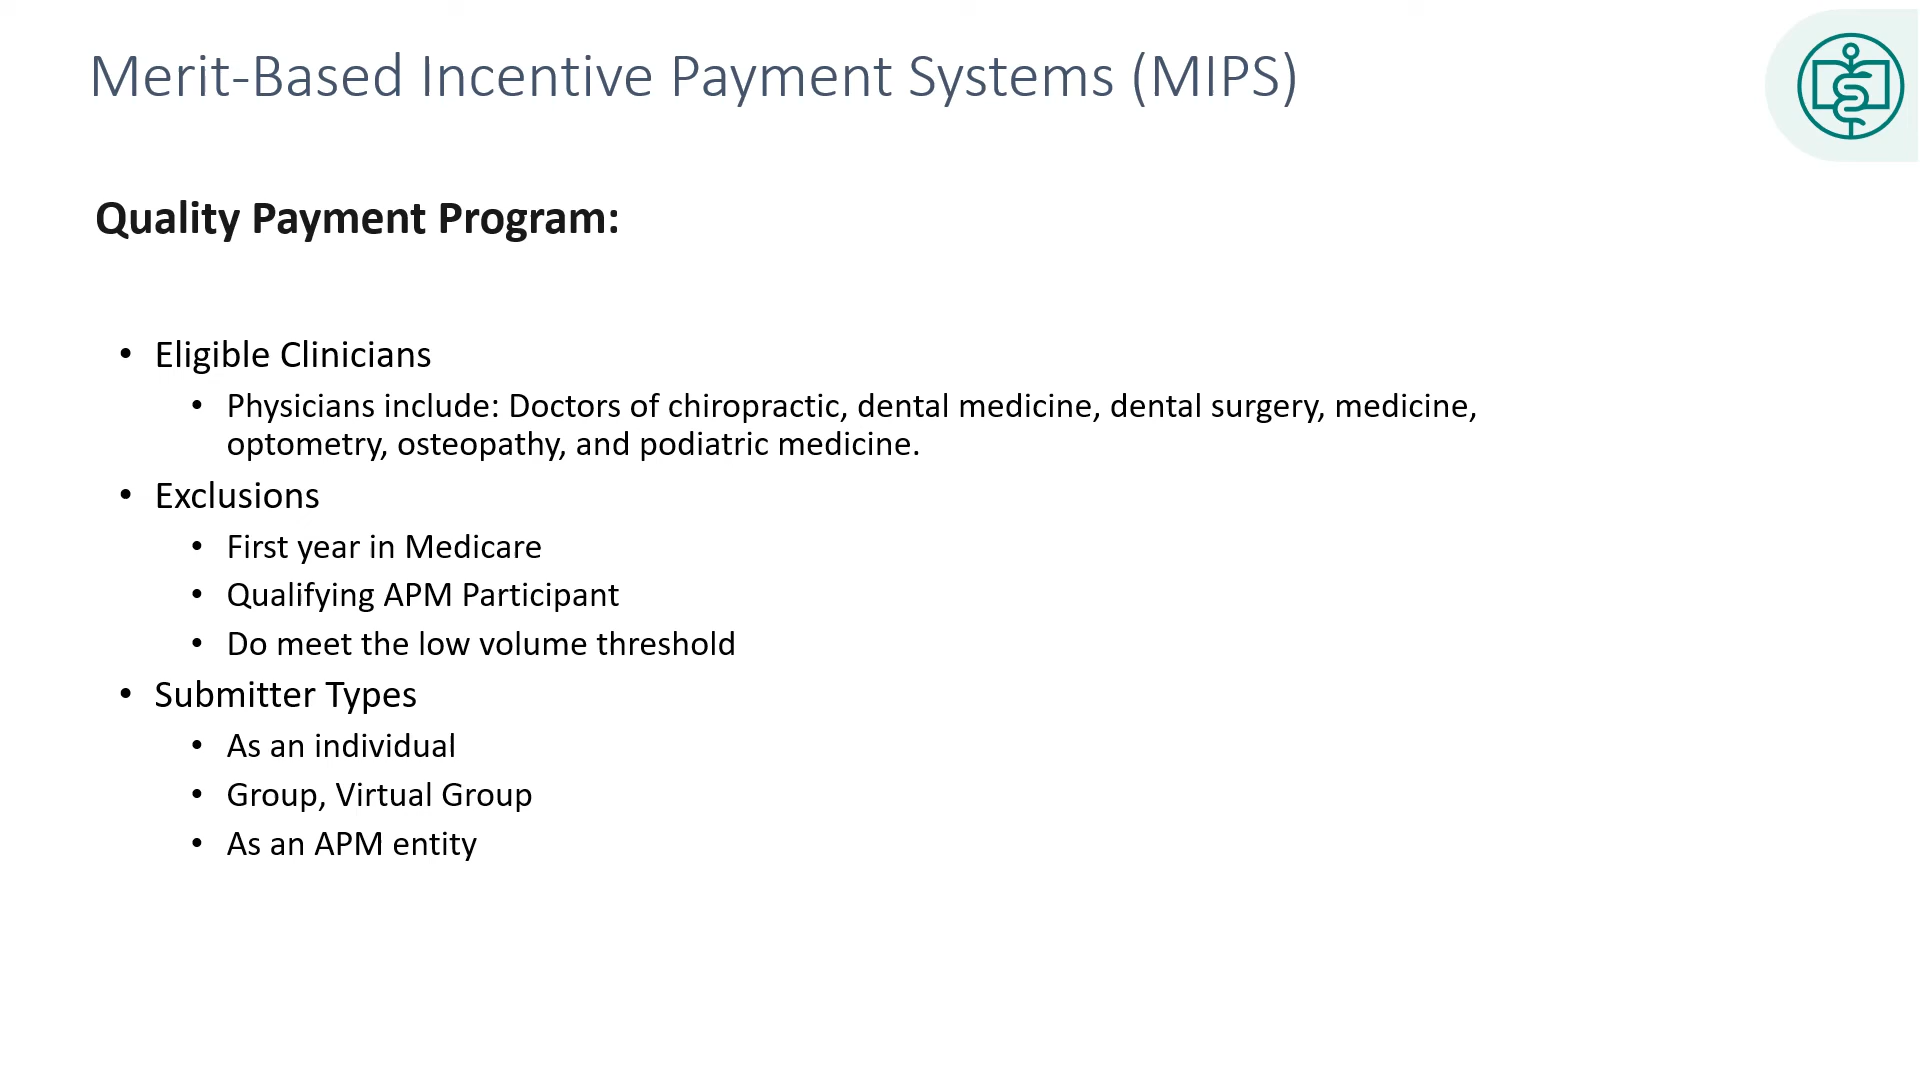 Merit-Based Incentive Payment Systems (MIPS)
Quality Payment Program:
• Eligible Clinicians
• Physicians include: Doctors of chiropractic, dental medicine, dental surgery, medicine,
optometry, osteopathy, and podiatric medicine.
• Exclusions
• First year in Medicare
• Qualifying APM Participant
• Do meet the low volume threshold
• Submitter Types
• As an individual
• Group, Virtual Group
• As an APM entity